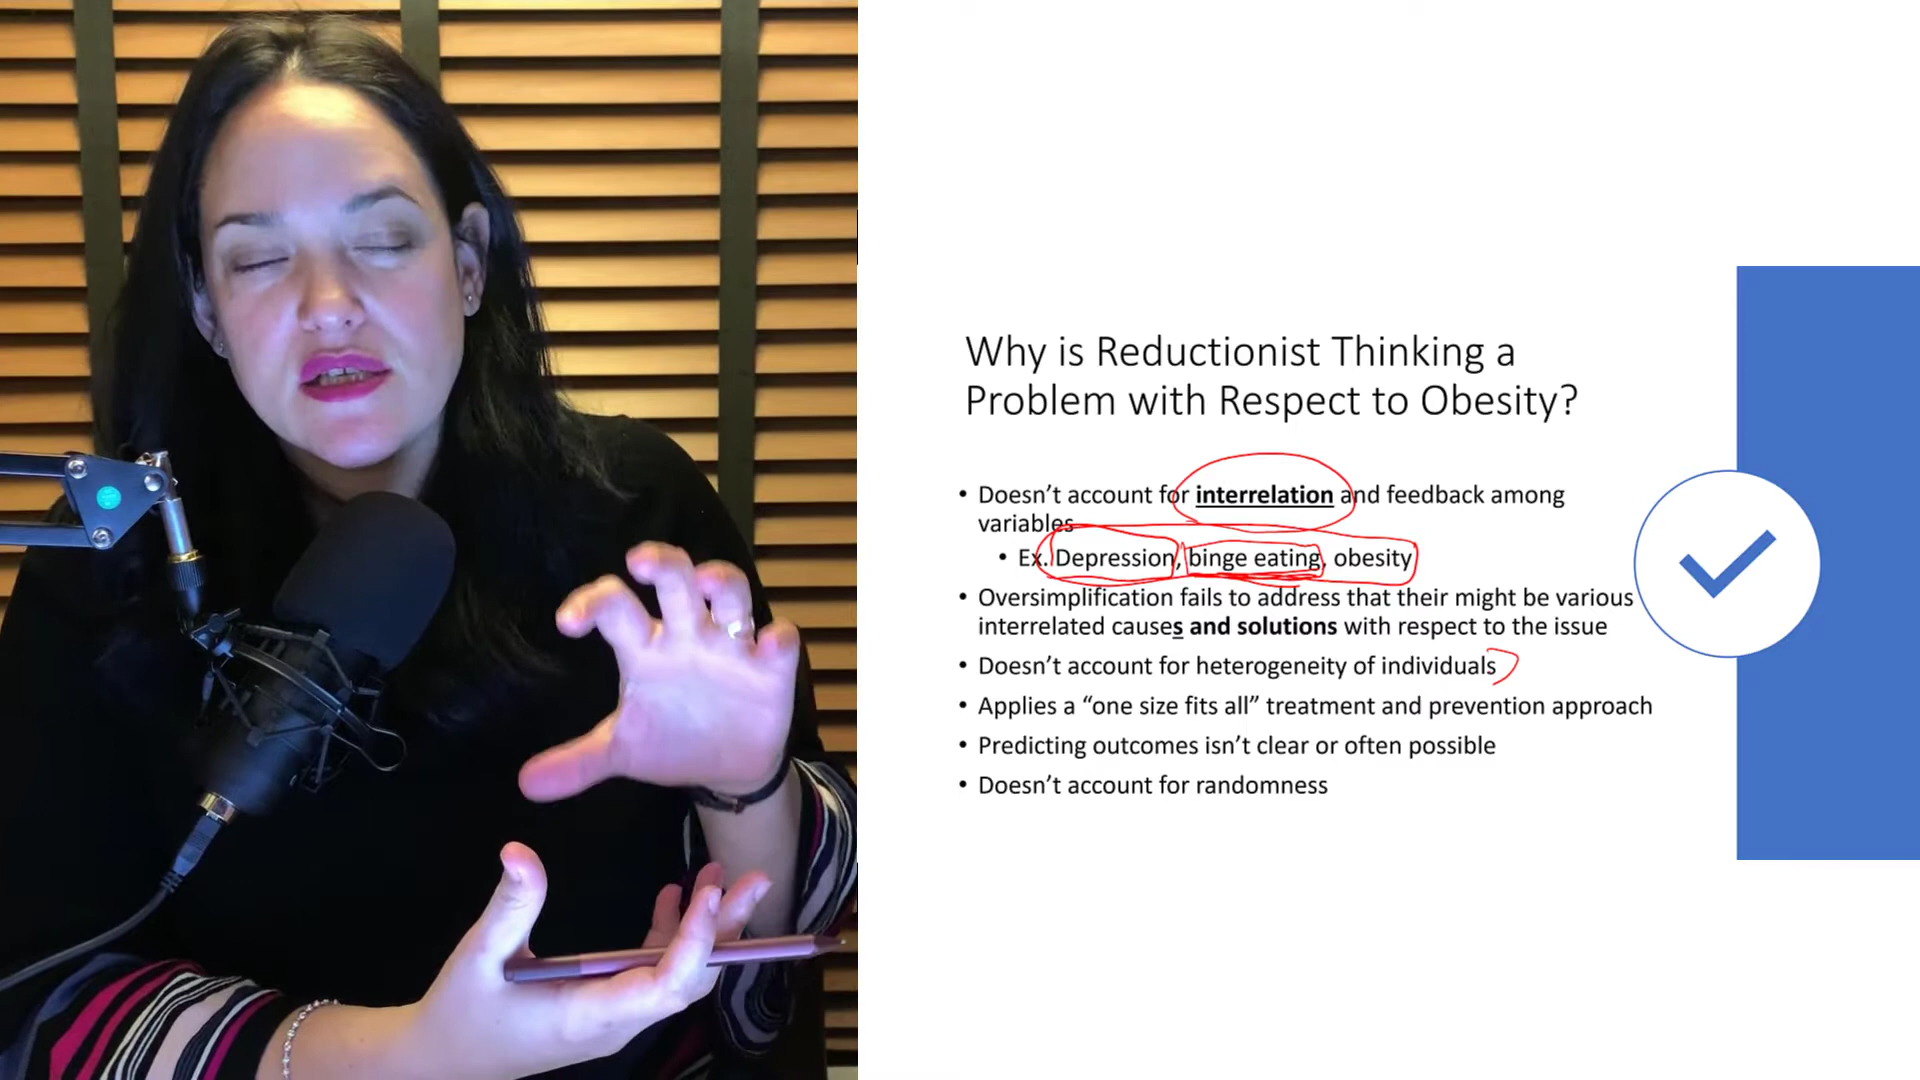 Why is Reductionist Thinking a
Problem with Respect to Obesity?
• Doesn’t account for interrelation and feedback among
variables
• Ex. Depression, binge eating, obesity
• Oversimplification fails to address that their might be various
interrelated causes and solutions with respect to the issue
• Doesn’t account for heterogeneity of individuals
• Applies a “one size fits all” treatment and prevention approach
• Predicting outcomes isn’t clear or often possible
• Doesn’t account for randomness